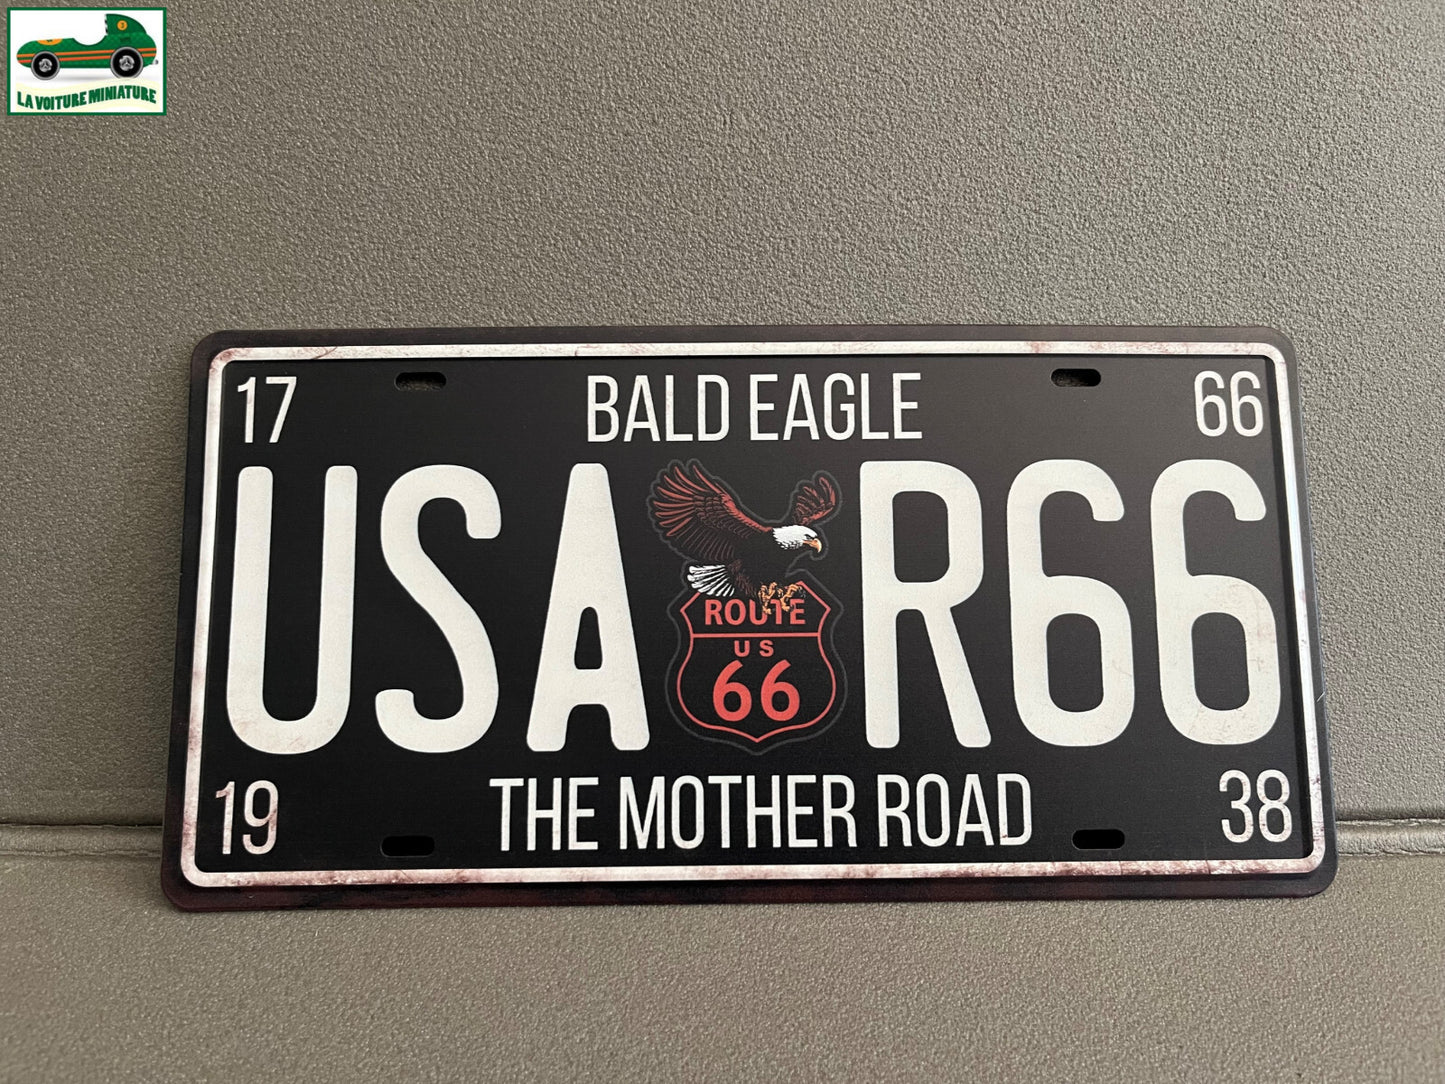 LA VOITURE MINIATURE
17 BALD EAGLE 66
USA R66
ROUTE
US
66
19 THE MOTHER ROAD 38